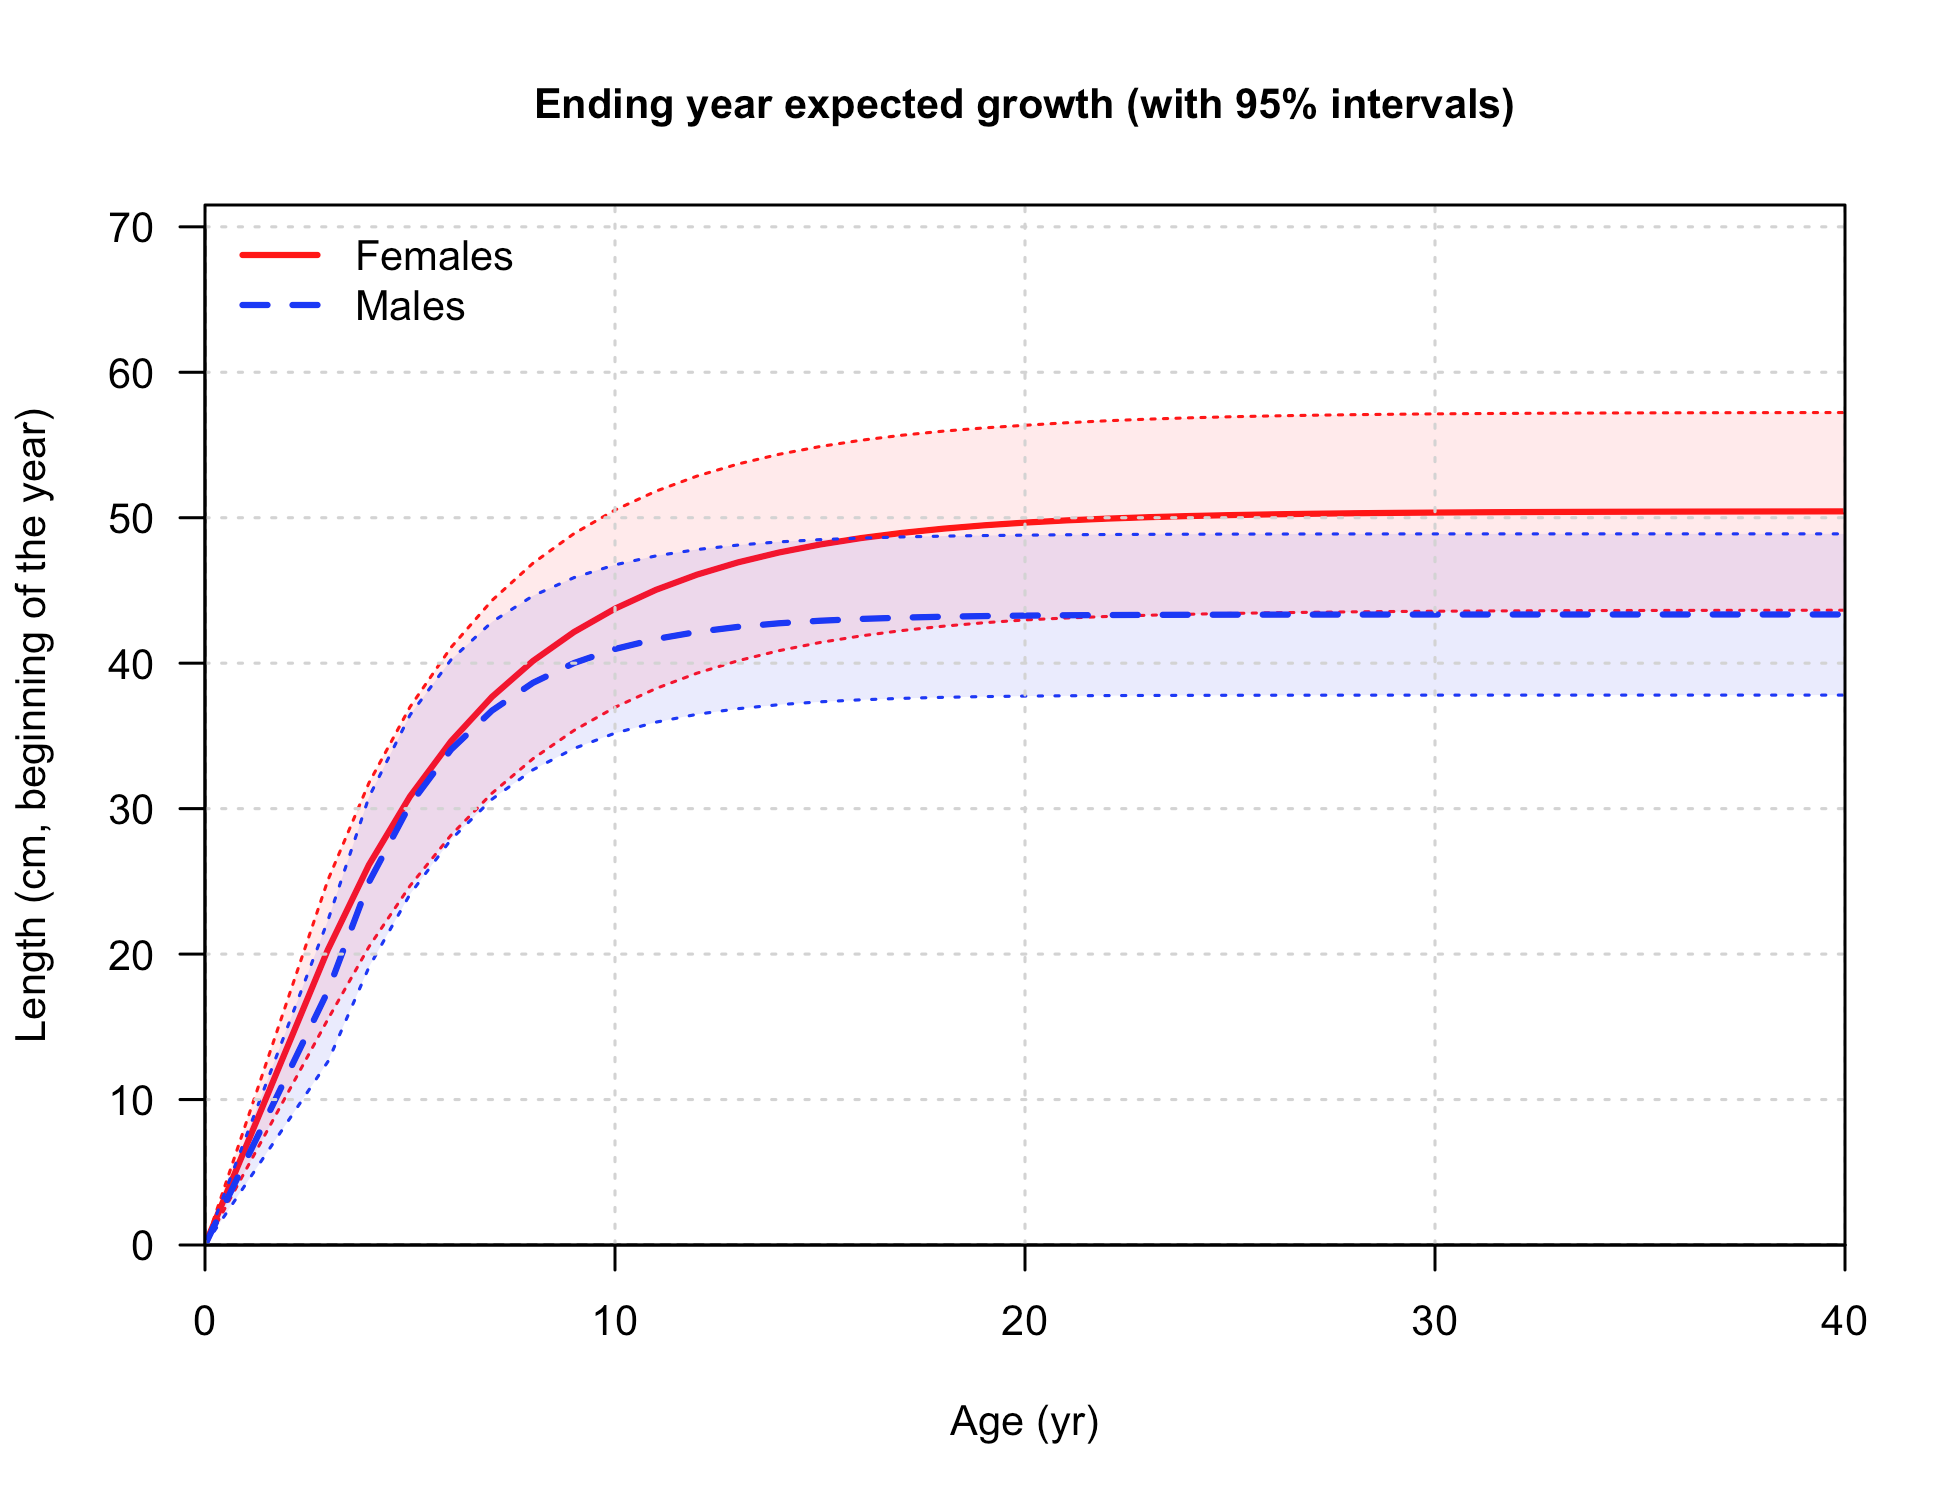 Ending year expected growth (with 95% intervals)
Females
Males
70
60
50
40
30
20
10
0
Length (cm, beginning of the year)
0 10 20 30 40
Age (yr)